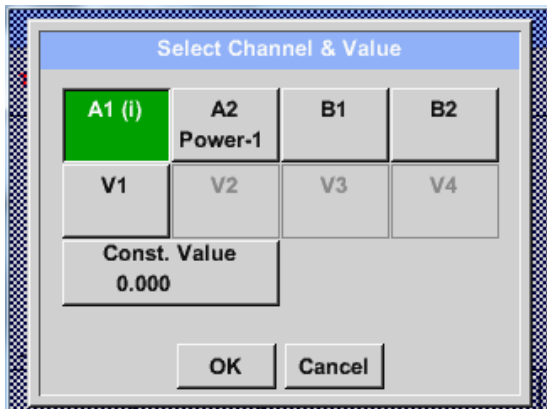 Select Channel & Value
A1 (i) A2 B1 B2
Power-1
V1 V2 V3 V4
Const. Value
0.000
OK Cancel